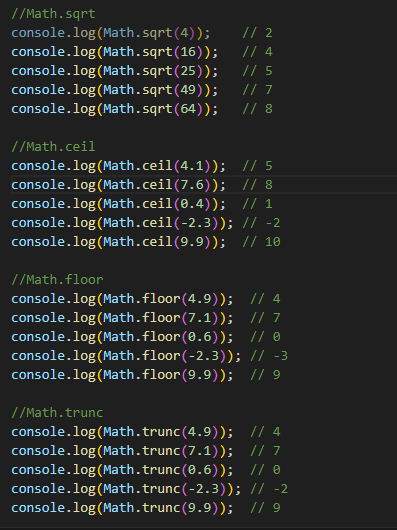 //Math.sqrt
console.log(Math.sqrt(4));    // 2
console.log(Math.sqrt(16));   // 4
console.log(Math.sqrt(25));   // 5
console.log(Math.sqrt(49));   // 7
console.log(Math.sqrt(64));   // 8

//Math.ceil
console.log(Math.ceil(4.1));  // 5
console.log(Math.ceil(7.6));  // 8
console.log(Math.ceil(0.4));  // 1
console.log(Math.ceil(-2.3)); // -2
console.log(Math.ceil(9.9));  // 10

//Math.floor
console.log(Math.floor(4.9));  // 4
console.log(Math.floor(7.1));  // 7
console.log(Math.floor(0.6));  // 0
console.log(Math.floor(-2.3)); // -3
console.log(Math.floor(9.9));  // 9

//Math.trunc
console.log(Math.trunc(4.9));  // 4
console.log(Math.trunc(7.1));  // 7
console.log(Math.trunc(0.6));  // 0
console.log(Math.trunc(-2.3)); // -2
console.log(Math.trunc(9.9));  // 9